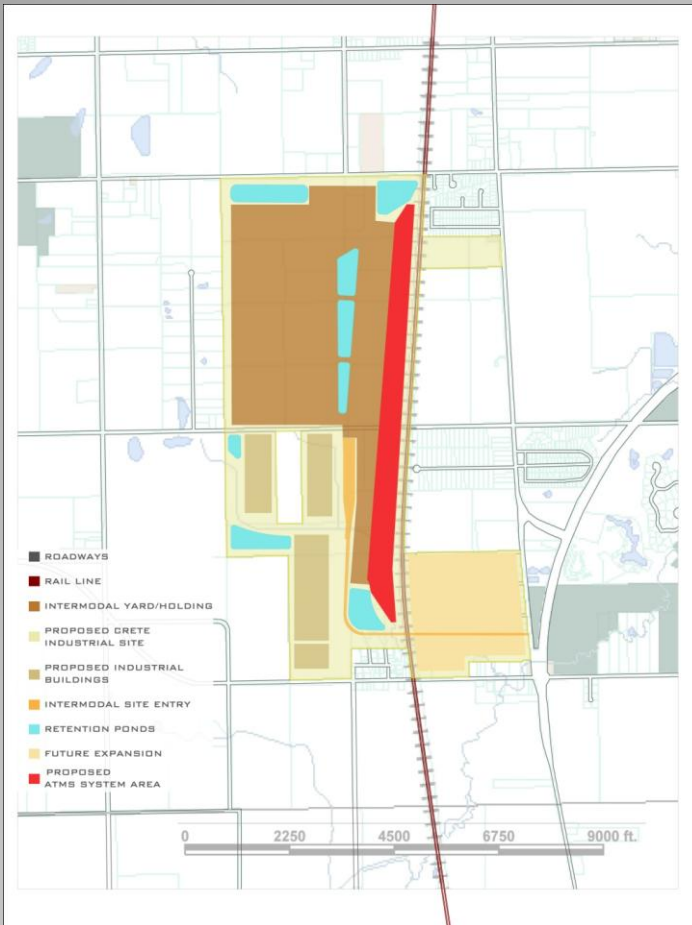 ROADWAYS
RAIL LINE
INTERMODAL YARD/HOLDING
PROPOSED CRETE
INDUSTRIAL SITE
PROPOSED INDUSTRIAL
BUILDINGS
INTERMODAL SITE ENTRY
RETENTION PONDS
FUTURE EXPANSION
PROPOSED
ATMS SYSTEM AREA
0 2250 4500 6750 9000 ft.